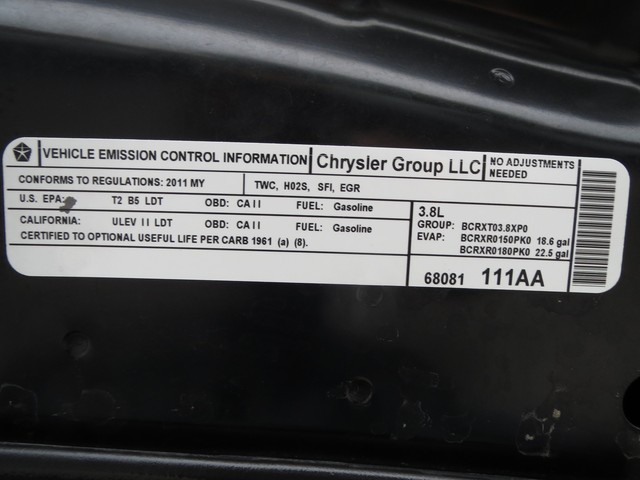 VEHICLE EMISSION CONTROL INFORMATION
Chrysler Group LLC
NO ADJUSTMENTS
NEEDED
CONFORMS TO REGULATIONS: 2011 MY
TWC, HO2S, SFI, EGR
U.S. EPA: T2 B5 LDT OBD: CA II FUEL: Gasoline
CALIFORNIA: ULEV II LDT OBD: CA II FUEL: Gasoline
CERTIFIED TO OPTIONAL USEFUL LIFE PER CARB 1961 (a) (8).
3.8L
GROUP: BCRXT03.8XP0
EVAP: BCRXR0150PK0 18.6 gal
BCRXR0180PK0 22.5 gal
68081 111AA